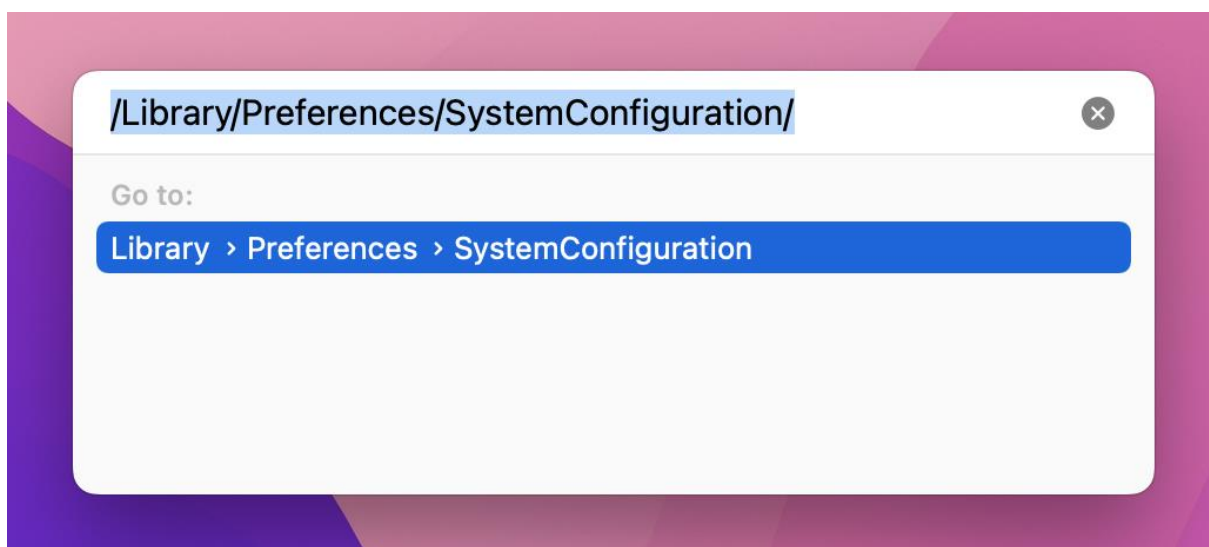 /Library/Preferences/SystemConfiguration/
Go to:
Library › Preferences › SystemConfiguration